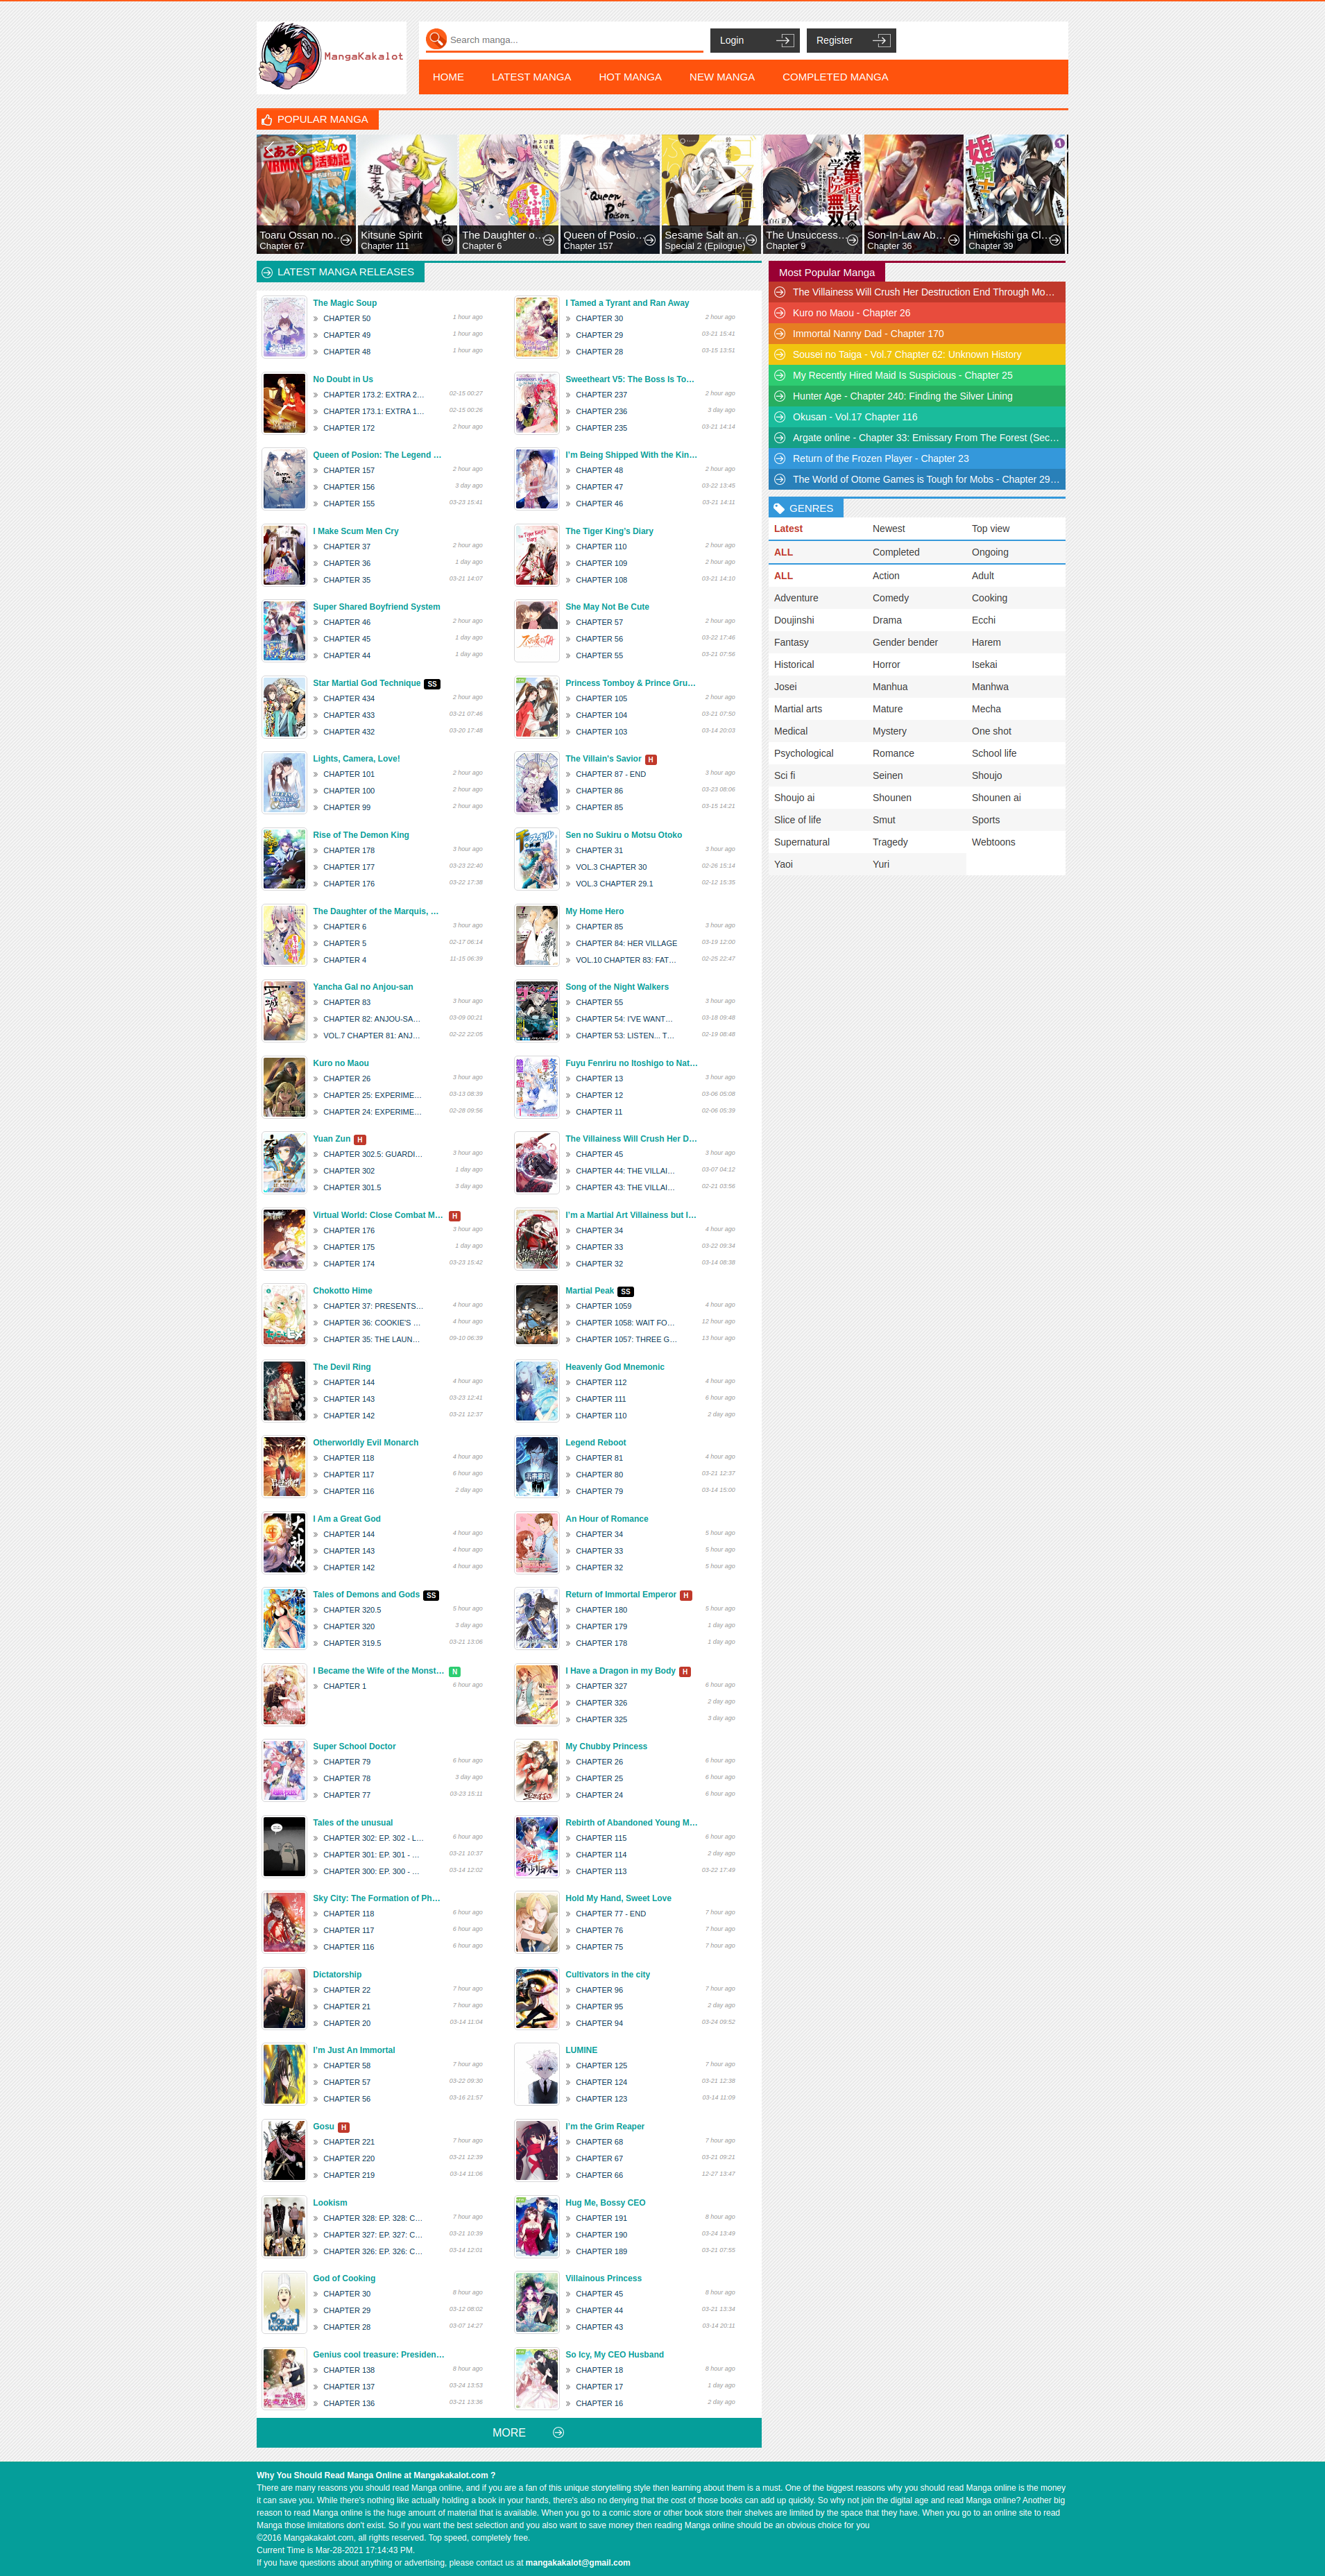 MangaKakalot
Search manga...
Login
Register
HOME
LATEST MANGA
HOT MANGA
NEW MANGA
COMPLETED MANGA
POPULAR MANGA
Toaru Ossan no…
Chapter 67
Kitsune Spirit
Chapter 111
The Daughter o…
Chapter 6
Queen of Posio…
Chapter 157
Sesame Salt an…
Special 2 (Epilogue)
The Unsuccess…
Chapter 9
Son-In-Law Ab…
Chapter 36
Himekishi ga Cl…
Chapter 39
LATEST MANGA RELEASES
The Magic Soup
CHAPTER 50 1 hour ago
CHAPTER 49 1 hour ago
CHAPTER 48 1 hour ago
I Tamed a Tyrant and Ran Away
CHAPTER 30 2 hour ago
CHAPTER 29 03-21 15:41
CHAPTER 28 03-15 13:51
No Doubt in Us
CHAPTER 173.2: EXTRA 2… 02-15 00:27
CHAPTER 173.1: EXTRA 1… 02-15 00:26
CHAPTER 172 2 hour ago
Sweetheart V5: The Boss Is To…
CHAPTER 237 2 hour ago
CHAPTER 236 3 day ago
CHAPTER 235 03-21 14:14
Queen of Posion: The Legend …
CHAPTER 157 2 hour ago
CHAPTER 156 3 day ago
CHAPTER 155 03-23 15:41
I'm Being Shipped With the Kin…
CHAPTER 48 2 hour ago
CHAPTER 47 03-22 13:45
CHAPTER 46 03-21 14:11
I Make Scum Men Cry
CHAPTER 37 2 hour ago
CHAPTER 36 1 day ago
CHAPTER 35 03-21 14:07
The Tiger King's Diary
CHAPTER 110 2 hour ago
CHAPTER 109 2 hour ago
CHAPTER 108 03-21 14:10
Super Shared Boyfriend System
CHAPTER 46 2 hour ago
CHAPTER 45 1 day ago
CHAPTER 44 1 day ago
She May Not Be Cute
CHAPTER 57 2 hour ago
CHAPTER 56 03-22 17:46
CHAPTER 55 03-21 07:56
Star Martial God Technique SS
CHAPTER 434 2 hour ago
CHAPTER 433 03-21 07:46
CHAPTER 432 03-20 17:48
Princess Tomboy & Prince Gru…
CHAPTER 105 2 hour ago
CHAPTER 104 03-21 07:50
CHAPTER 103 03-14 20:03
Lights, Camera, Love!
CHAPTER 101 2 hour ago
CHAPTER 100 2 hour ago
CHAPTER 99 2 hour ago
The Villain's Savior H
CHAPTER 87 - END 3 hour ago
CHAPTER 86 03-23 08:06
CHAPTER 85 03-15 14:21
Rise of The Demon King
CHAPTER 178 3 hour ago
CHAPTER 177 03-23 22:40
CHAPTER 176 03-22 17:38
Sen no Sukiru o Motsu Otoko
CHAPTER 31 3 hour ago
VOL.3 CHAPTER 30 02-26 15:14
VOL.3 CHAPTER 29.1 02-12 15:35
The Daughter of the Marquis, …
CHAPTER 6 3 hour ago
CHAPTER 5 02-17 06:14
CHAPTER 4 11-15 06:39
My Home Hero
CHAPTER 85 3 hour ago
CHAPTER 84: HER VILLAGE 03-19 12:00
VOL.10 CHAPTER 83: FAT… 02-25 22:47
Yancha Gal no Anjou-san
CHAPTER 83 3 hour ago
CHAPTER 82: ANJOU-SA… 03-09 00:21
VOL.7 CHAPTER 81: ANJ… 02-22 22:05
Song of the Night Walkers
CHAPTER 55 3 hour ago
CHAPTER 54: I'VE WANT… 03-18 09:48
CHAPTER 53: LISTEN... T… 02-19 08:48
Kuro no Maou
CHAPTER 26 3 hour ago
CHAPTER 25: EXPERIME… 03-13 08:39
CHAPTER 24: EXPERIME… 02-28 09:56
Fuyu Fenriru no Itoshigo to Nat…
CHAPTER 13 3 hour ago
CHAPTER 12 03-06 05:08
CHAPTER 11 02-06 05:39
Yuan Zun H
CHAPTER 302.5: GUARDI… 3 hour ago
CHAPTER 302 1 day ago
CHAPTER 301.5 3 day ago
The Villainess Will Crush Her D…
CHAPTER 45 3 hour ago
CHAPTER 44: THE VILLAI… 03-07 04:12
CHAPTER 43: THE VILLAI… 02-21 03:56
Virtual World: Close Combat M… H
CHAPTER 176 3 hour ago
CHAPTER 175 1 day ago
CHAPTER 174 03-23 15:42
I'm a Martial Art Villainess but I…
CHAPTER 34 4 hour ago
CHAPTER 33 03-22 09:34
CHAPTER 32 03-14 08:38
Chokotto Hime
CHAPTER 37: PRESENTS… 4 hour ago
CHAPTER 36: COOKIE'S … 4 hour ago
CHAPTER 35: THE LAUN… 09-10 06:39
Martial Peak SS
CHAPTER 1059 4 hour ago
CHAPTER 1058: WAIT FO… 12 hour ago
CHAPTER 1057: THREE G… 13 hour ago
The Devil Ring
CHAPTER 144 4 hour ago
CHAPTER 143 03-23 12:41
CHAPTER 142 03-21 12:37
Heavenly God Mnemonic
CHAPTER 112 4 hour ago
CHAPTER 111 6 hour ago
CHAPTER 110 2 day ago
Otherworldly Evil Monarch
CHAPTER 118 4 hour ago
CHAPTER 117 6 hour ago
CHAPTER 116 2 day ago
Legend Reboot
CHAPTER 81 4 hour ago
CHAPTER 80 03-21 12:37
CHAPTER 79 03-14 15:00
I Am a Great God
CHAPTER 144 4 hour ago
CHAPTER 143 4 hour ago
CHAPTER 142 4 hour ago
An Hour of Romance
CHAPTER 34 5 hour ago
CHAPTER 33 5 hour ago
CHAPTER 32 5 hour ago
Tales of Demons and Gods SS
CHAPTER 320.5 5 hour ago
CHAPTER 320 3 day ago
CHAPTER 319.5 03-21 13:06
Return of Immortal Emperor H
CHAPTER 180 5 hour ago
CHAPTER 179 1 day ago
CHAPTER 178 1 day ago
I Became the Wife of the Monst… N
CHAPTER 1 6 hour ago
I Have a Dragon in my Body H
CHAPTER 327 6 hour ago
CHAPTER 326 2 day ago
CHAPTER 325 3 day ago
Super School Doctor
CHAPTER 79 6 hour ago
CHAPTER 78 3 day ago
CHAPTER 77 03-23 15:11
My Chubby Princess
CHAPTER 26 6 hour ago
CHAPTER 25 6 hour ago
CHAPTER 24 6 hour ago
Tales of the unusual
CHAPTER 302: EP. 302 - L… 6 hour ago
CHAPTER 301: EP. 301 - … 03-21 10:37
CHAPTER 300: EP. 300 - … 03-14 12:02
Rebirth of Abandoned Young M…
CHAPTER 115 6 hour ago
CHAPTER 114 2 day ago
CHAPTER 113 03-22 17:49
Sky City: The Formation of Ph…
CHAPTER 118 6 hour ago
CHAPTER 117 6 hour ago
CHAPTER 116 6 hour ago
Hold My Hand, Sweet Love
CHAPTER 77 - END 7 hour ago
CHAPTER 76 7 hour ago
CHAPTER 75 7 hour ago
Dictatorship
CHAPTER 22 7 hour ago
CHAPTER 21 7 hour ago
CHAPTER 20 03-14 11:04
Cultivators in the city
CHAPTER 96 7 hour ago
CHAPTER 95 2 day ago
CHAPTER 94 03-24 09:52
I'm Just An Immortal
CHAPTER 58 7 hour ago
CHAPTER 57 03-22 09:30
CHAPTER 56 03-16 21:57
LUMINE
CHAPTER 125 7 hour ago
CHAPTER 124 03-21 12:38
CHAPTER 123 03-14 11:09
Gosu H
CHAPTER 221 7 hour ago
CHAPTER 220 03-21 12:39
CHAPTER 219 03-14 11:06
I'm the Grim Reaper
CHAPTER 68 7 hour ago
CHAPTER 67 03-21 09:21
CHAPTER 66 12-27 13:47
Lookism
CHAPTER 328: EP. 328: C… 7 hour ago
CHAPTER 327: EP. 327: C… 03-21 10:39
CHAPTER 326: EP. 326: C… 03-14 12:01
Hug Me, Bossy CEO
CHAPTER 191 8 hour ago
CHAPTER 190 03-24 13:49
CHAPTER 189 03-21 07:55
God of Cooking
CHAPTER 30 8 hour ago
CHAPTER 29 03-12 08:02
CHAPTER 28 03-07 14:27
Villainous Princess
CHAPTER 45 8 hour ago
CHAPTER 44 03-21 13:34
CHAPTER 43 03-14 20:11
Genius cool treasure: Presiden…
CHAPTER 138 8 hour ago
CHAPTER 137 03-24 13:53
CHAPTER 136 03-21 13:36
So Icy, My CEO Husband
CHAPTER 18 8 hour ago
CHAPTER 17 1 day ago
CHAPTER 16 2 day ago
MORE
Most Popular Manga
The Villainess Will Crush Her Destruction End Through Mo…
Kuro no Maou - Chapter 26
Immortal Nanny Dad - Chapter 170
Sousei no Taiga - Vol.7 Chapter 62: Unknown History
My Recently Hired Maid Is Suspicious - Chapter 25
Hunter Age - Chapter 240: Finding the Silver Lining
Okusan - Vol.17 Chapter 116
Argate online - Chapter 33: Emissary From The Forest (Sec…
Return of the Frozen Player - Chapter 23
The World of Otome Games is Tough for Mobs - Chapter 29…
GENRES
Latest Newest Top view
ALL Completed Ongoing
ALL Action Adult
Adventure Comedy Cooking
Doujinshi Drama Ecchi
Fantasy Gender bender Harem
Historical Horror Isekai
Josei Manhua Manhwa
Martial arts Mature Mecha
Medical Mystery One shot
Psychological Romance School life
Sci fi Seinen Shoujo
Shoujo ai Shounen Shounen ai
Slice of life Smut Sports
Supernatural Tragedy Webtoons
Yaoi Yuri
Why You Should Read Manga Online at Mangakakalot.com ?
There are many reasons you should read Manga online, and if you are a fan of this unique storytelling style then learning about them is a must. One of the biggest reasons why you should read Manga online is the money
it can save you. While there's nothing like actually holding a book in your hands, there's also no denying that the cost of those books can add up quickly. So why not join the digital age and read Manga online? Another big
reason to read Manga online is the huge amount of material that is available. When you go to a comic store or other book store their shelves are limited by the space that they have. When you go to an online site to read
Manga those limitations don't exist. So if you want the best selection and you also want to save money then reading Manga online should be an obvious choice for you
©2016 Mangakakalot.com, all rights reserved. Top speed, completely free.
Current Time is Mar-28-2021 17:14:43 PM.
If you have questions about anything or advertising, please contact us at mangakakalot@gmail.com